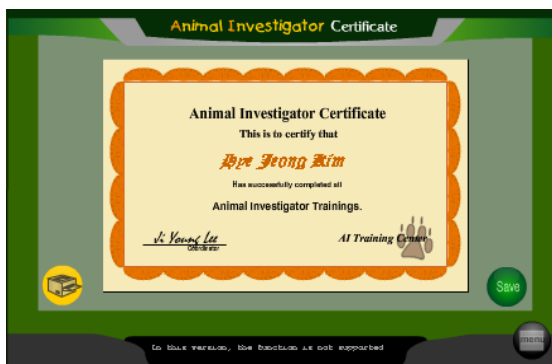 Animal Investigator Certificate
Animal Investigator Certificate
This is to certify that
Hye Jeong Kim
Has successfully completed all
Animal Investigator Trainings.
Ji Young Lee
Coordinator
AI Training Center
Save
menu
In this version, the function is not supported